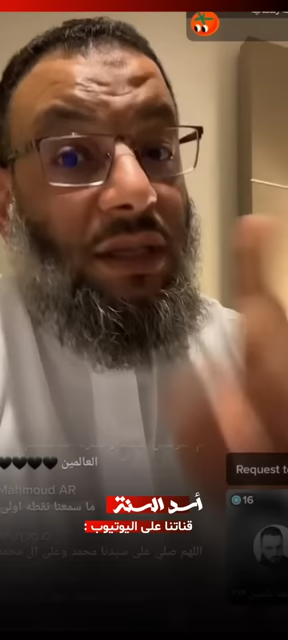 العالمين 🖤🖤🖤🖤
Request to
Mahmoud AR
ما سمعنا نقطه اولى
16
أسد السنة
قناتنا على اليوتيوب :
اللهم صلي على سيدنا محمد وعلى آل محمد